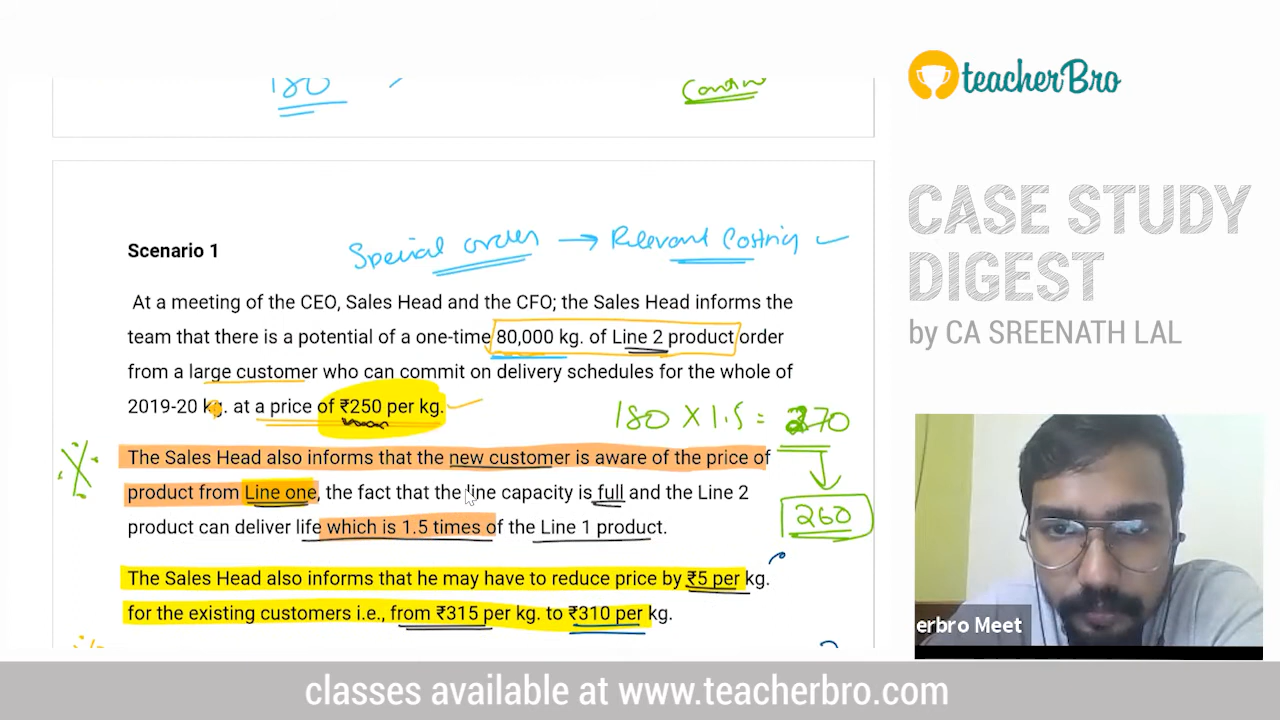 180
teacherBro
CASE STUDY
DIGEST
by CA SREENATH LAL
Scenario 1
Special order → Relevant Costing
At a meeting of the CEO, Sales Head and the CFO; the Sales Head informs the
team that there is a potential of a one-time 80,000 kg. of Line 2 product order
from a large customer who can commit on delivery schedules for the whole of
2019-20 kg. at a price of ₹250 per kg.
180 X 1.5 = 270
The Sales Head also informs that the new customer is aware of the price of
product from Line one, the fact that the line capacity is full and the Line 2
260
product can deliver life which is 1.5 times of the Line 1 product.
The Sales Head also informs that he may have to reduce price by ₹5 per kg.
for the existing customers i.e., from ₹315 per kg. to ₹310 per kg.
erbro Meet
classes available at www.teacherbro.com